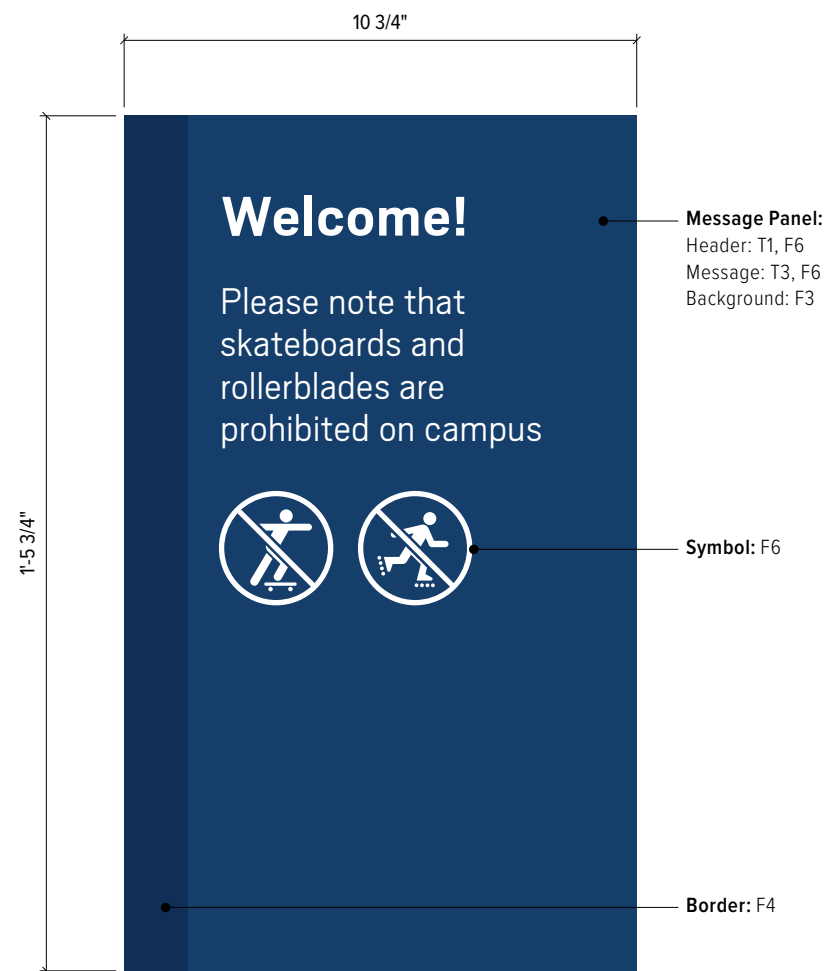 10 3/4"
1'-5 3/4"
Welcome!
Please note that
skateboards and
rollerblades are
prohibited on campus
Message Panel:
Header: T1, F6
Message: T3, F6
Background: F3
Symbol: F6
Border: F4